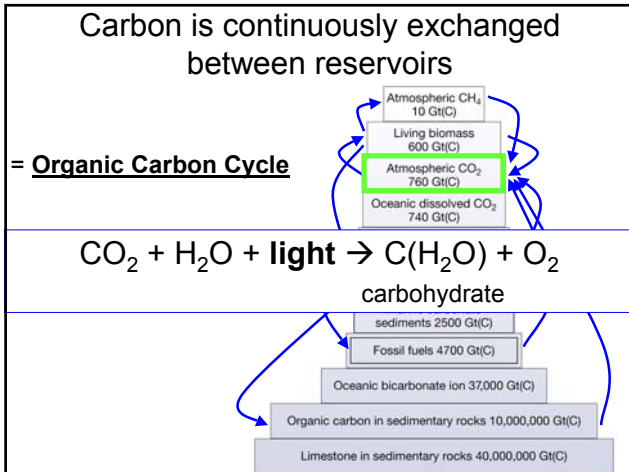 Carbon is continuously exchanged
between reservoirs
Atmospheric CH₄
10 Gt(C)
Living biomass
600 Gt(C)
= Organic Carbon Cycle
Atmospheric CO₂
760 Gt(C)
Oceanic dissolved CO₂
740 Gt(C)
CO₂ + H₂O + light → C(H₂O) + O₂
carbohydrate
sediments 2500 Gt(C)
Fossil fuels 4700 Gt(C)
Oceanic bicarbonate ion 37,000 Gt(C)
Organic carbon in sedimentary rocks 10,000,000 Gt(C)
Limestone in sedimentary rocks 40,000,000 Gt(C)